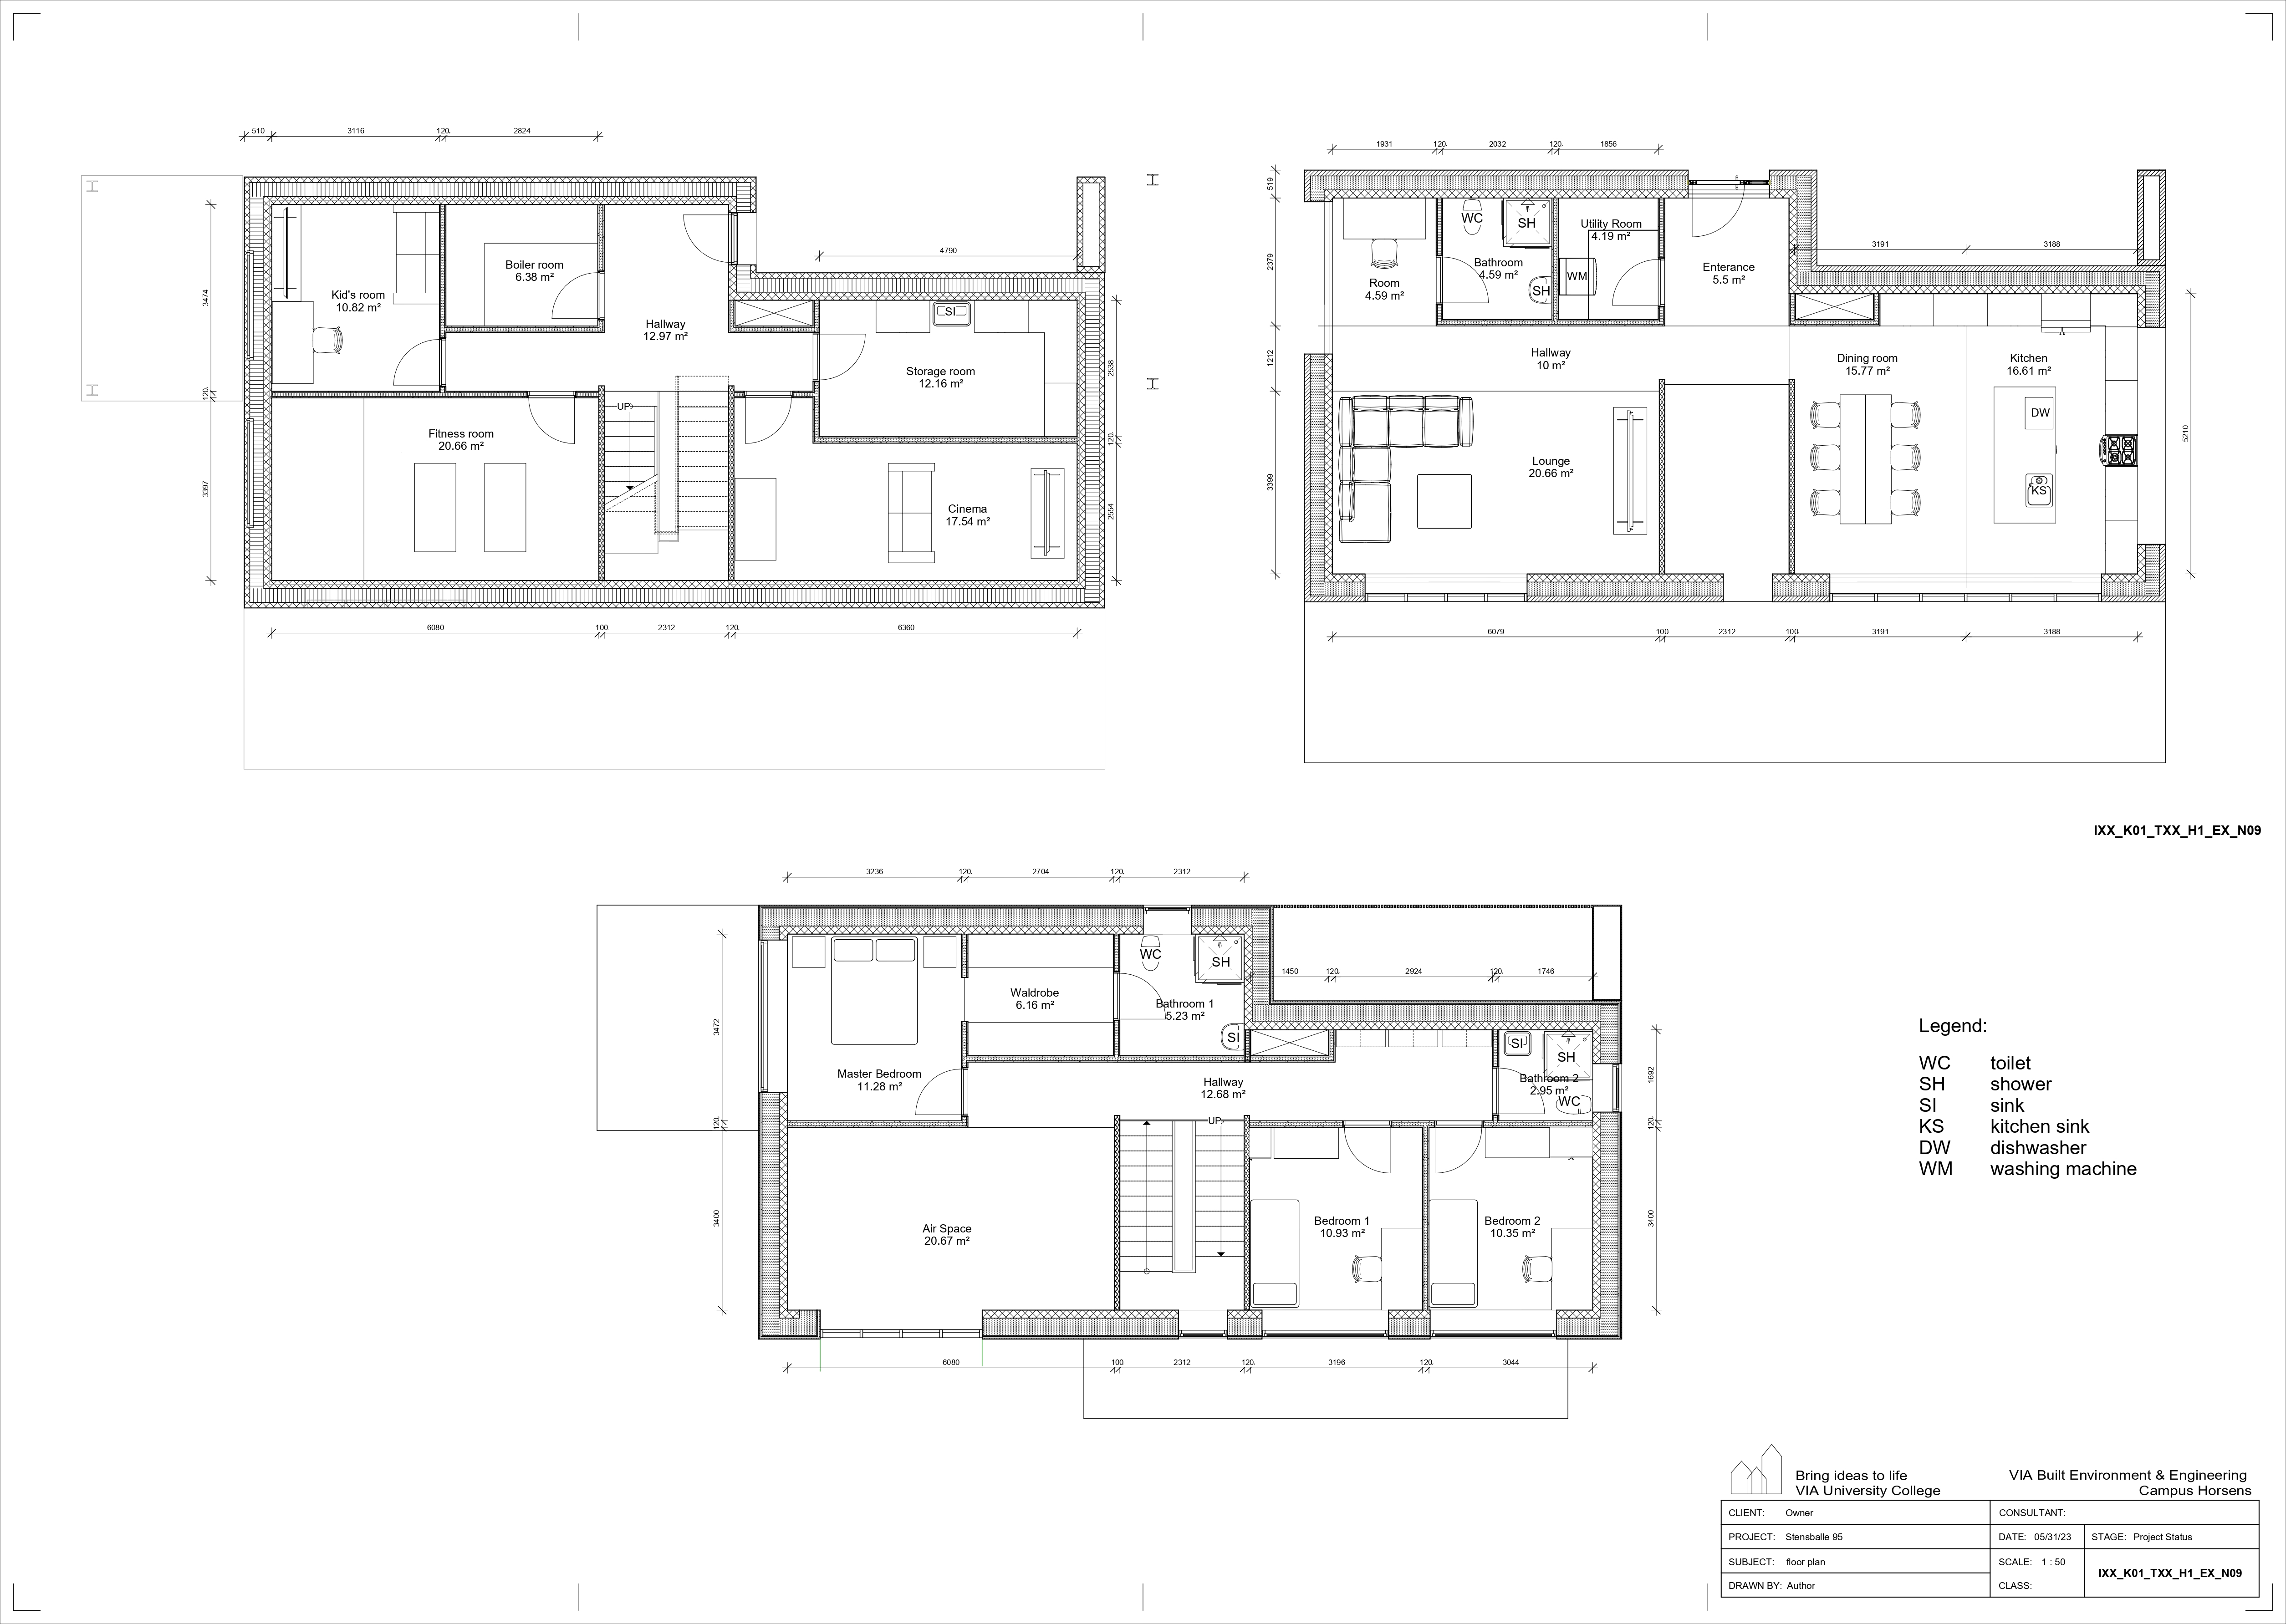 510
3116
120
2824
3474
120
3397
Kid's room
10.82 m²
Boiler room
6.38 m²
Hallway
12.97 m²
4790
SI
Storage room
12.16 m²
Fitness room
20.66 m²
UP
Cinema
17.54 m²
2538
120
2554
6080
100
2312
120
6360
1931
120
2032
120
1856
519
2379
1212
3399
WC
SH
Utility Room
4.19 m²
Bathroom
4.59 m²
WM
SH
Room
4.59 m²
Enterance
5.5 m²
3191
3188
Hallway
10 m²
Dining room
15.77 m²
Kitchen
16.61 m²
DW
KS
Lounge
20.66 m²
5210
6079
100
2312
100
3191
3188
IXX_K01_TXX_H1_EX_N09
3236
120
2704
120
2312
3472
120
3400
WC
SH
Waldrobe
6.16 m²
Bathroom 1
5.23 m²
SI
1450
120
2924
120
1746
Master Bedroom
11.28 m²
Hallway
12.68 m²
SI
SH
Bathroom 2
2.95 m²
WC
UP
1692
120
3400
Air Space
20.67 m²
Bedroom 1
10.93 m²
Bedroom 2
10.35 m²
6080
100
2312
120
3196
120
3044
Legend:
WC toilet
SH shower
SI sink
KS kitchen sink
DW dishwasher
WM washing machine
Bring ideas to life
VIA University College
VIA Built Environment & Engineering
Campus Horsens
CLIENT: Owner
CONSULTANT:
PROJECT: Stensballe 95
DATE: 05/31/23
STAGE: Project Status
SUBJECT: floor plan
SCALE: 1 : 50
DRAWN BY: Author
CLASS:
IXX_K01_TXX_H1_EX_N09